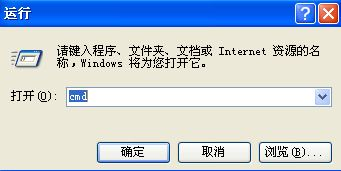 运行
请键入程序、文件夹、文档或 Internet 资源的名
称，Windows 将为您打开它。
打开(O): cmd
确定 取消 浏览(B)...